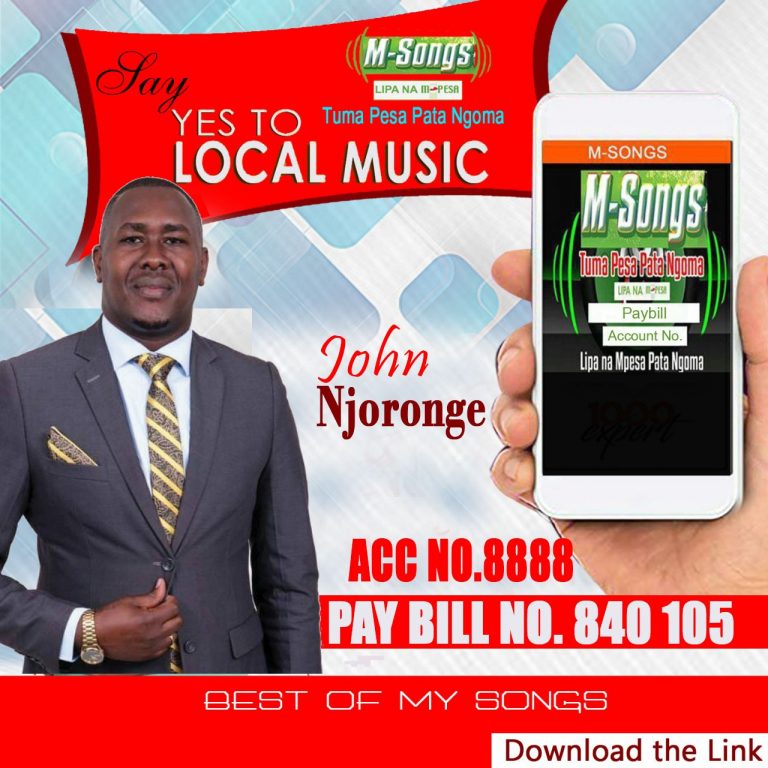 Say
YES TO
LOCAL MUSIC
M-Songs
LIPA NA M-PESA
Tuma Pesa Pata Ngoma
M-SONGS
M-Songs
Tuma Pesa Pata Ngoma
LIPA NA M-PESA
Paybill
Account No.
Lipa na Mpesa Pata Ngoma
expert
John
Njoronge
ACC NO.8888
PAY BILL NO. 840 105
BEST OF MY SONGS
Download the Link